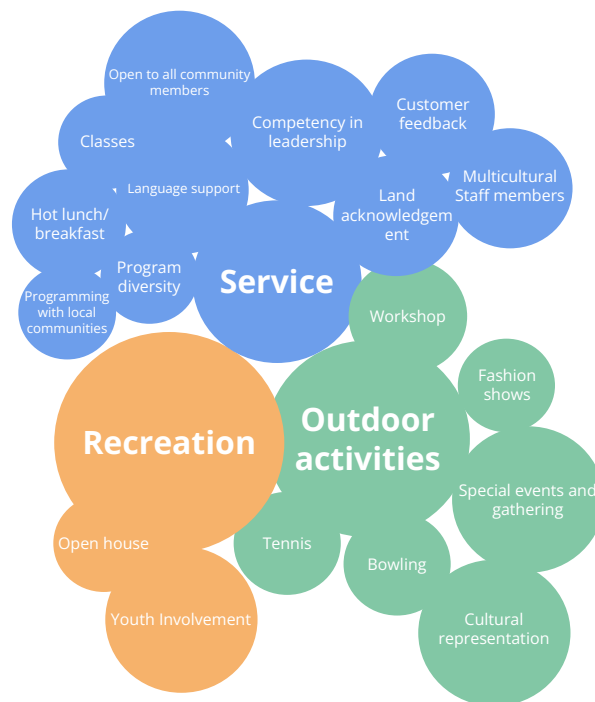 Open to all community
members
Classes
Competency in
leadership
Customer
feedback
Language support
Multicultural
Staff members
Hot lunch/
breakfast
Land
acknowledgem
ent
Program
diversity
Service
Programming
with local
communities
Workshop
Fashion
shows
Recreation
Outdoor
activities
Special events and
gathering
Open house
Tennis
Bowling
Youth Involvement
Cultural
representation